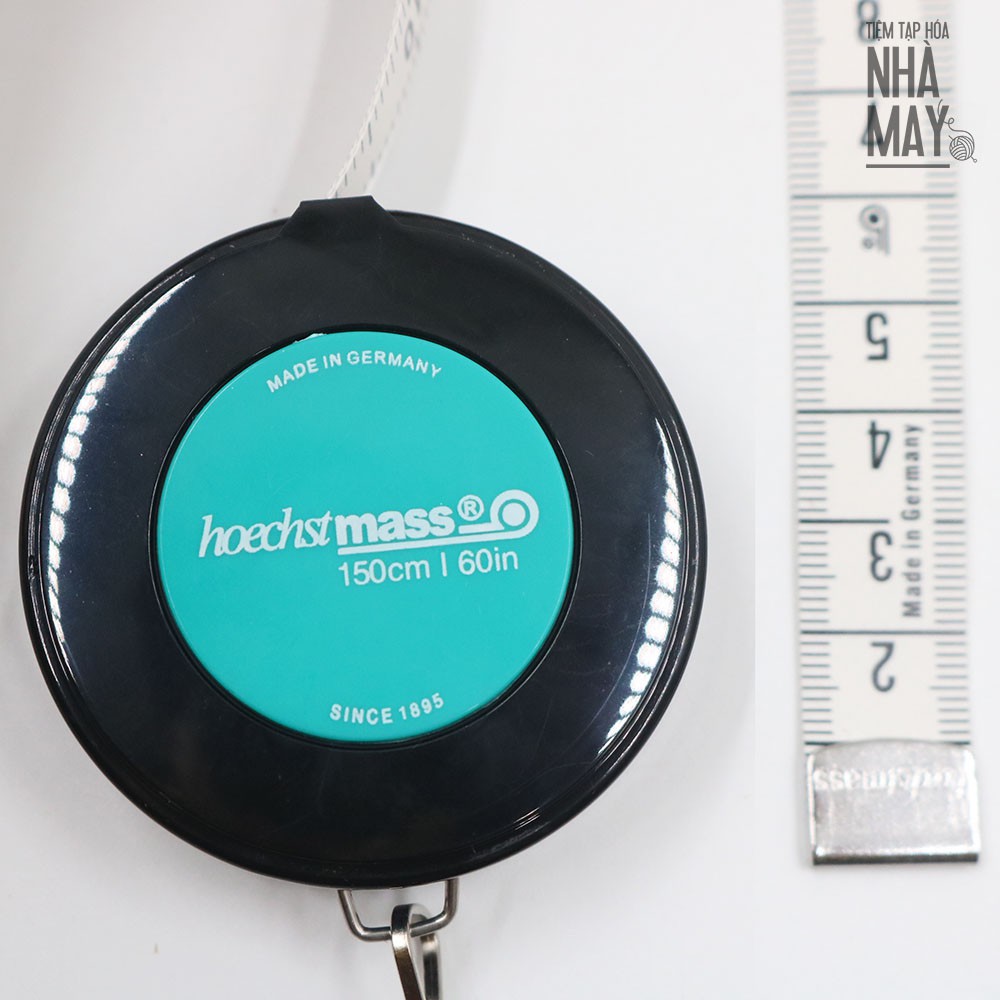 TIỆM TẠP HÓA
NHÀ
MAY
MADE IN GERMANY
hoechstmass®
150cm | 60in
SINCE 1895
8
5
4
3
2
Made in Germany